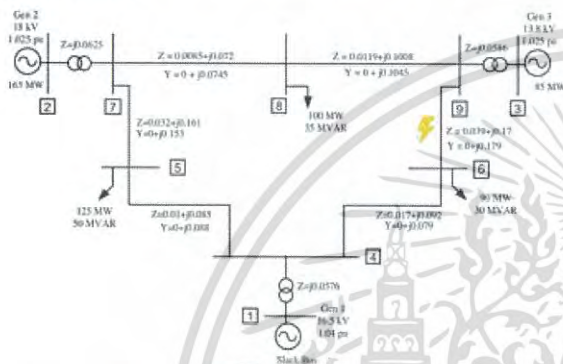 Gen 2
18 kV
1.025 pu
165 MW
Z=j0.0625
2
7
Z = 0.0085+j0.072
Y = 0 + j0.0745
8
100 MW
35 MVAR
Z = 0.0119+j0.1008
Y = 0 + j0.1045
Z=j0.0586
9
3
Gen 3
13.8 kV
1.025 pu
85 MW
Z=0.032+j0.161
Y=0+j0.153
5
125 MW
50 MVAR
Z = 0.039+j0.17
Y = 0+j0.179
6
90 MW
30 MVAR
Z=0.01+j0.085
Y=0+j0.088
Z=0.017+j0.092
Y=0+j0.079
4
Z=j0.0576
1
Gen 1
16.5 kV
1.04 pu
Slack Bus